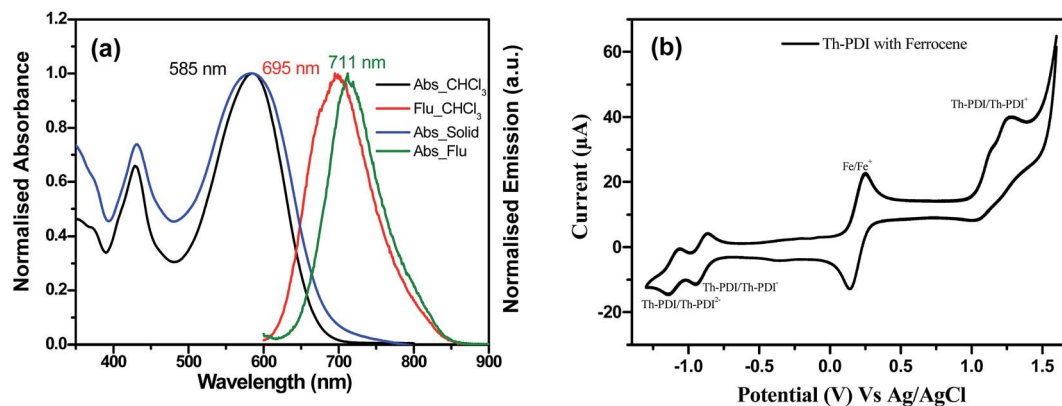 (a)
585 nm 695 nm 711 nm
Abs_CHCl3
Flu_CHCl3
Abs_Solid
Abs_Flu
Normalised Absorbance
1.2
1.0
0.8
0.6
0.4
0.2
0.0
400 500 600 700 800 900
Wavelength (nm)
Normalised Emission (a.u.)
(b)
Th-PDI with Ferrocene
Th-PDI/Th-PDI+
Fe/Fe+
Th-PDI/Th-PDI-
Th-PDI/Th-PDI2-
Current (μA)
60
40
20
0
-20
-1.0 -0.5 0.0 0.5 1.0 1.5
Potential (V) Vs Ag/AgCl